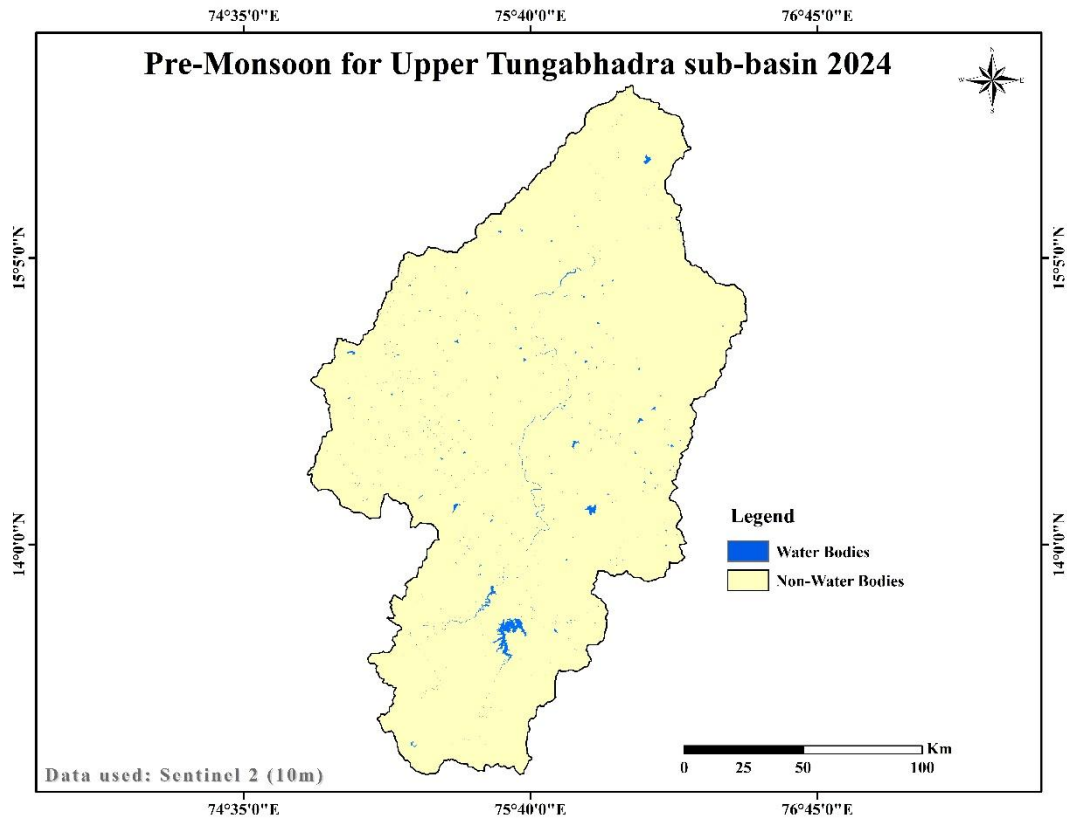 74°35'0"E 75°40'0"E 76°45'0"E
Pre-Monsoon for Upper Tungabhadra sub-basin 2024
N
W E
S
15°5'0"N 15°5'0"N
Legend
Water Bodies
Non-Water Bodies
14°0'0"N 14°0'0"N
Km
0 25 50 100
Data used: Sentinel 2 (10m)
74°35'0"E 75°40'0"E 76°45'0"E